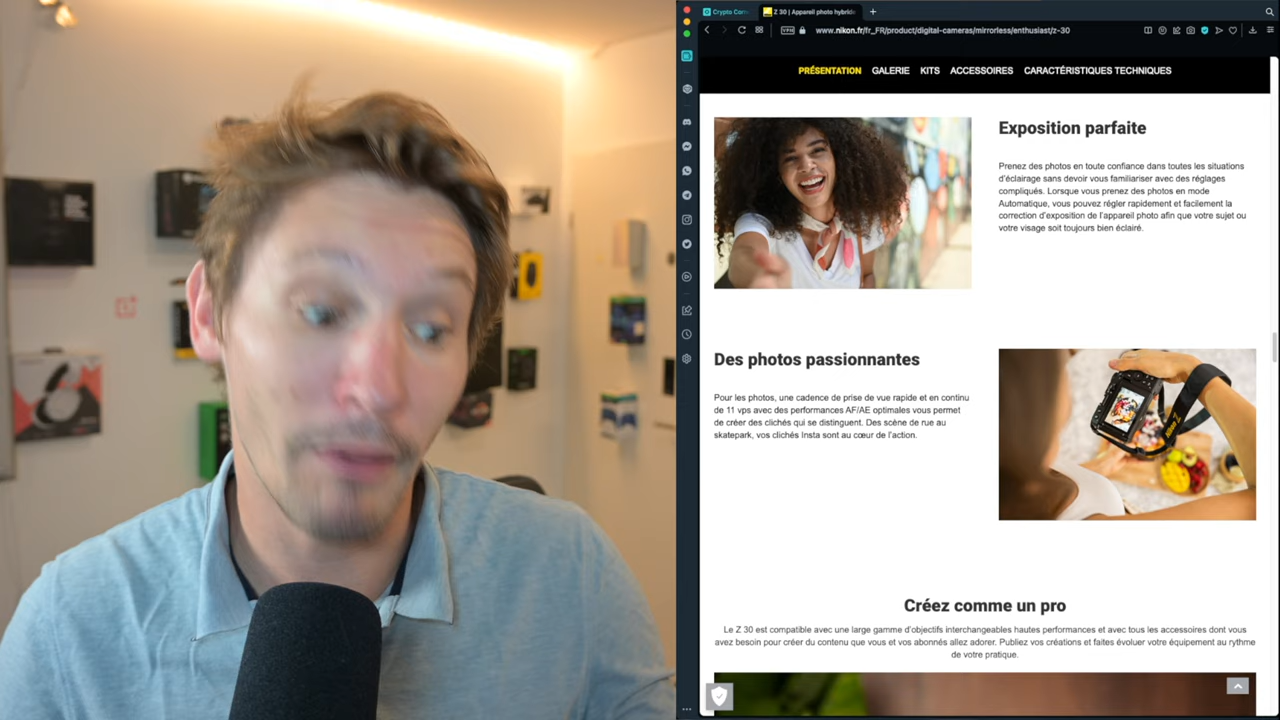 Crypto Com
Z 30 | Appareil photo hybride
VPN
www.nikon.fr/fr_FR/product/digital-cameras/mirrorless/enthusiast/z-30
PRÉSENTATION GALERIE KITS ACCESSOIRES CARACTÉRISTIQUES TECHNIQUES
Exposition parfaite
Prenez des photos en toute confiance dans toutes les situations
d'éclairage sans devoir vous familiariser avec des réglages
compliqués. Lorsque vous prenez des photos en mode
Automatique, vous pouvez régler rapidement et facilement la
correction d'exposition de l'appareil photo afin que votre sujet ou
votre visage soit toujours bien éclairé.
Des photos passionnantes
Pour les photos, une cadence de prise de vue rapide et en continu
de 11 vps avec des performances AF/AE optimales vous permet
de créer des clichés qui se distinguent. Des scène de rue au
skatepark, vos clichés Insta sont au cœur de l'action.
Créez comme un pro
Le Z 30 est compatible avec une large gamme d'objectifs interchangeables hautes performances et avec tous les accessoires dont vous
avez besoin pour créer du contenu que vous et vos abonnés allez adorer. Publiez vos créations et faites évoluer votre équipement au rythme
de votre pratique.